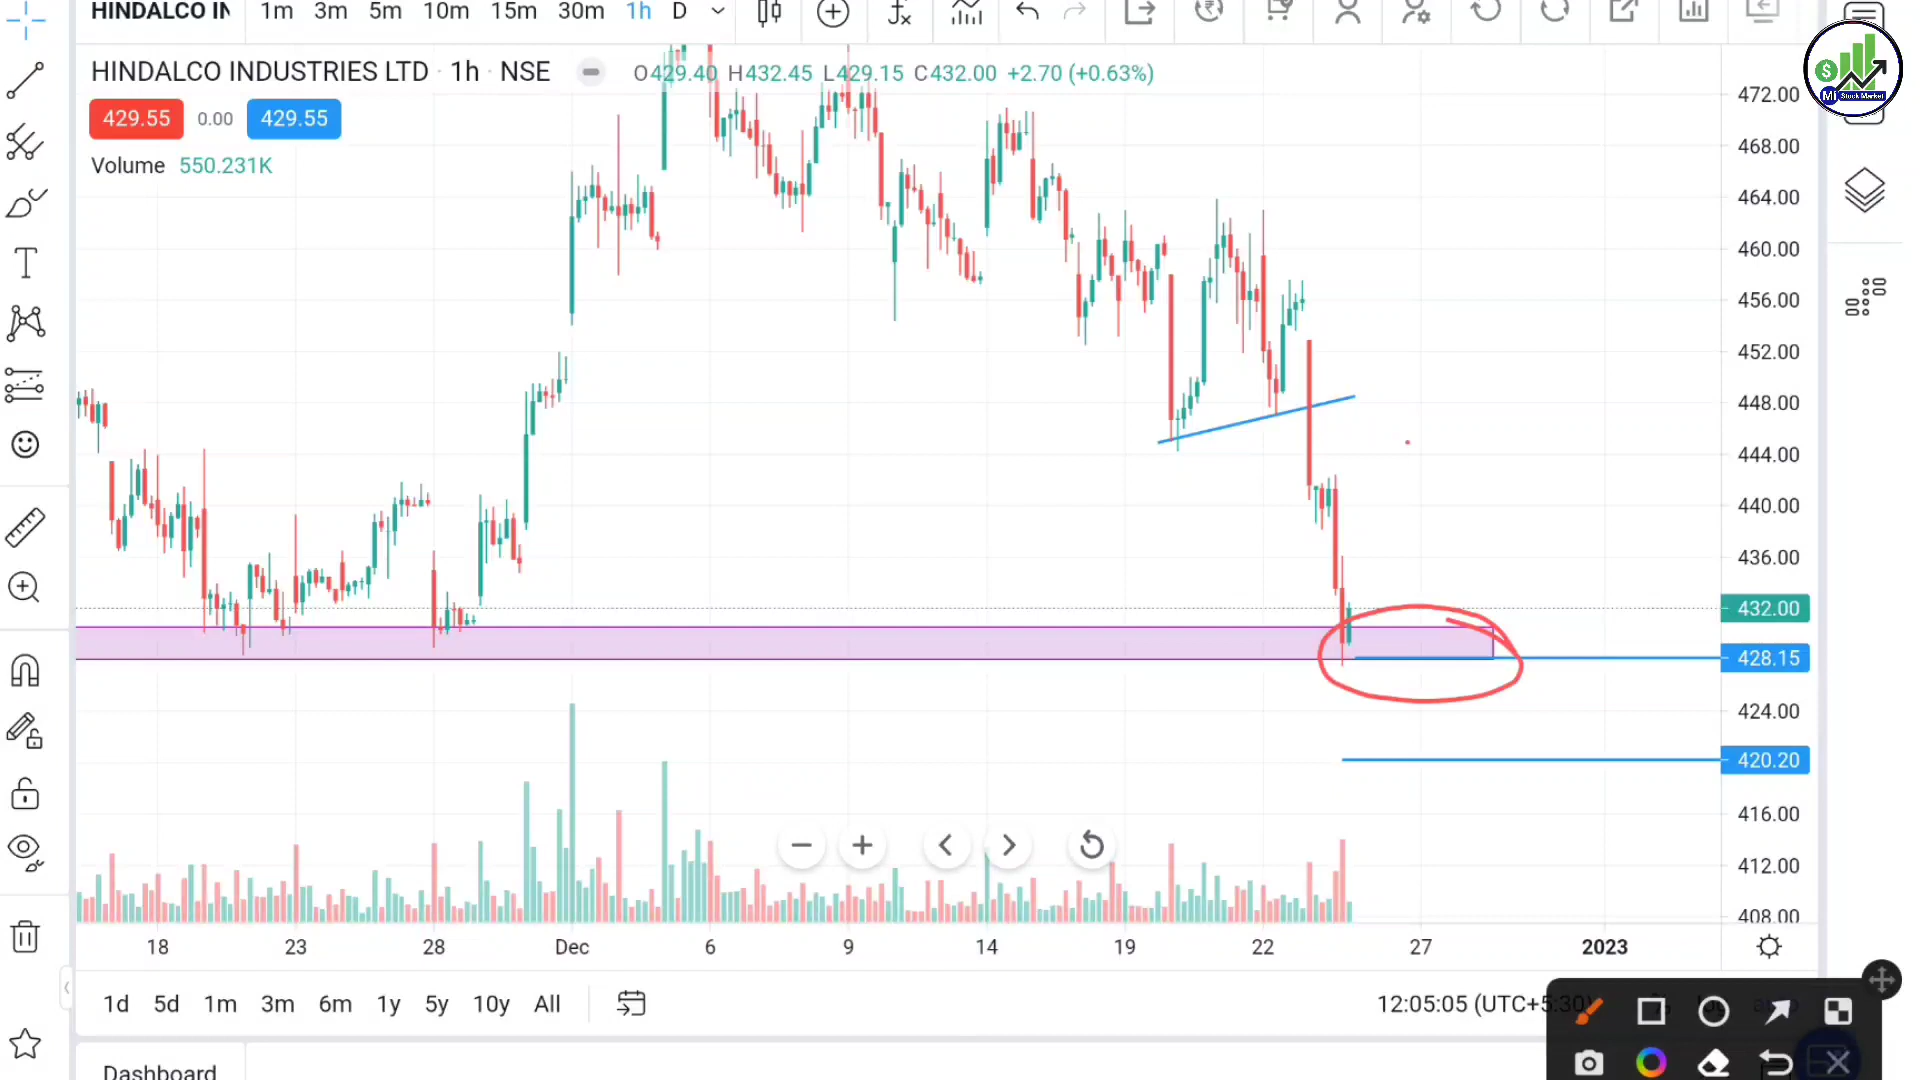 HINDALCO IN 1m 3m 5m 10m 15m 30m 1h D
HINDALCO INDUSTRIES LTD · 1h · NSE O429.40 H432.45 L429.15 C432.00 +2.70 (+0.63%)
429.55 0.00 429.55
Volume 550.231K
$
Mi Stock Market
472.00
468.00
464.00
460.00
456.00
452.00
448.00
444.00
440.00
436.00
432.00
428.15
424.00
420.20
416.00
412.00
408.00
18 23 28 Dec 6 9 14 19 22 27 2023
1d 5d 1m 3m 6m 1y 5y 10y All 12:05:05 (UTC+5:30)
Dashboard